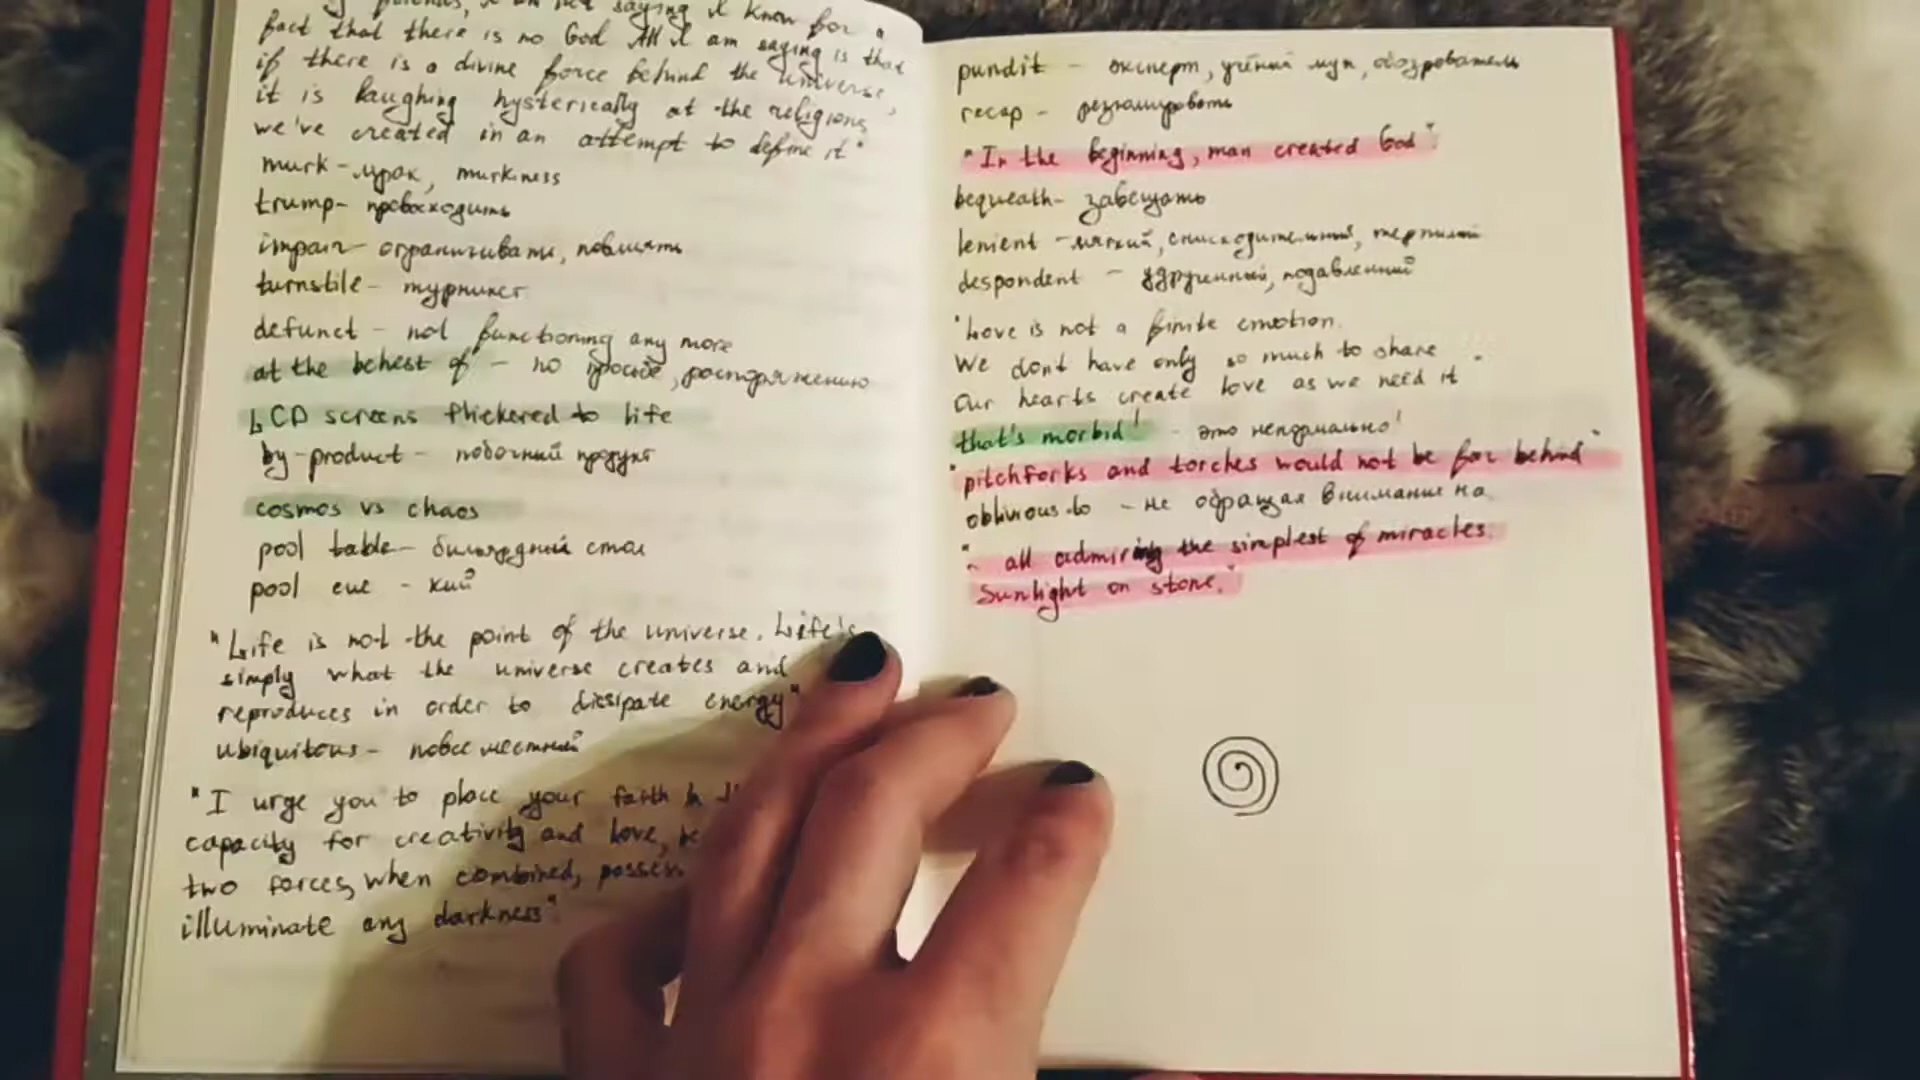 I am not saying I know for a
fact that there is no God. All I am saying is that
if there is a divine force behind the universe,
it is laughing hysterically at the religions
we've created in an attempt to define it"
murk - мрак, murkiness
trump - превосходить
impair - ограничивати, повлиять
turnstile - турникет
defunct - not functioning any more
at the behest of - по просьбе, распоряжению
LCD screens flickered to life
by-product - побочный продукт
cosmos vs chaos
pool table - бильярдный стол
pool cue - кий
"Life is not the point of the universe. Life's
simply what the universe creates and
reproduces in order to dissipate energy"
ubiquitous - повсеместный
"I urge you to place your faith
capacity for creativity and love,
two forces, when combined, possess
illuminate any darkness"
pundit - эксперт, учёный муж, обозреватель
recap - резюмировать
"In the beginning, man created God"
bequeath - завещать
lenient - мягкий, снисходительный, терпимый
despondent - удрученный, подавленный
"Love is not a finite emotion.
We don't have only so much to share
Our hearts create love as we need it"
that's morbid! - это ненормально!
"pitchforks and torches would not be far behind"
oblivious to - не обращая внимание на
"- all admiring the simplest of miracles.
Sunlight on stone."